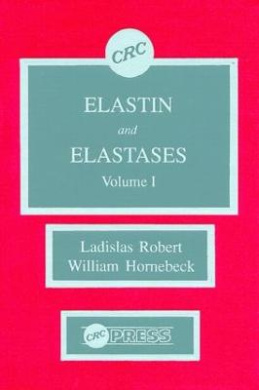 CRC
ELASTIN
and
ELASTASES
Volume I
Ladislas Robert
William Hornebeck
CRC PRESS